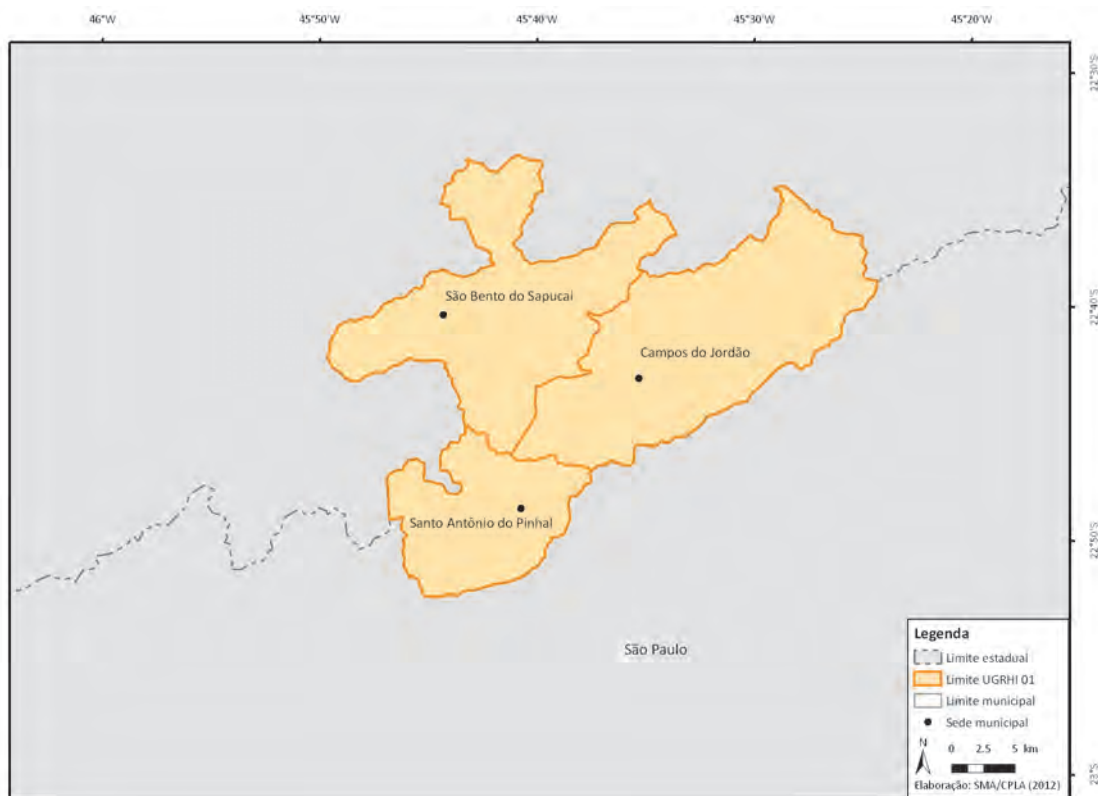 46°W
45°50'W
45°40'W
45°30'W
45°20'W
22°30'S
22°40'S
22°50'S
23°S
São Bento do Sapucai
Campos do Jordão
Santo Antônio do Pinhal
São Paulo
Legenda
Limite estadual
Limite UGRHI 01
Limite municipal
Sede municipal
N
0 2.5 5 km
Elaboração: SMA/CPLA (2012)